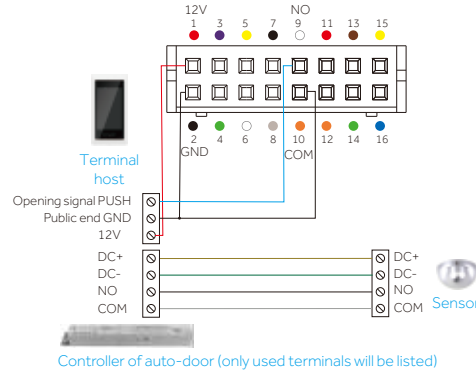 12V NO
1 3 5 7 9 11 13 15
2 4 6 8 10 12 14 16
GND COM
Terminal
host
Opening signal PUSH
Public end GND
12V
DC+ DC+
DC- DC-
NO NO
COM COM
Sensor
Controller of auto-door (only used terminals will be listed)